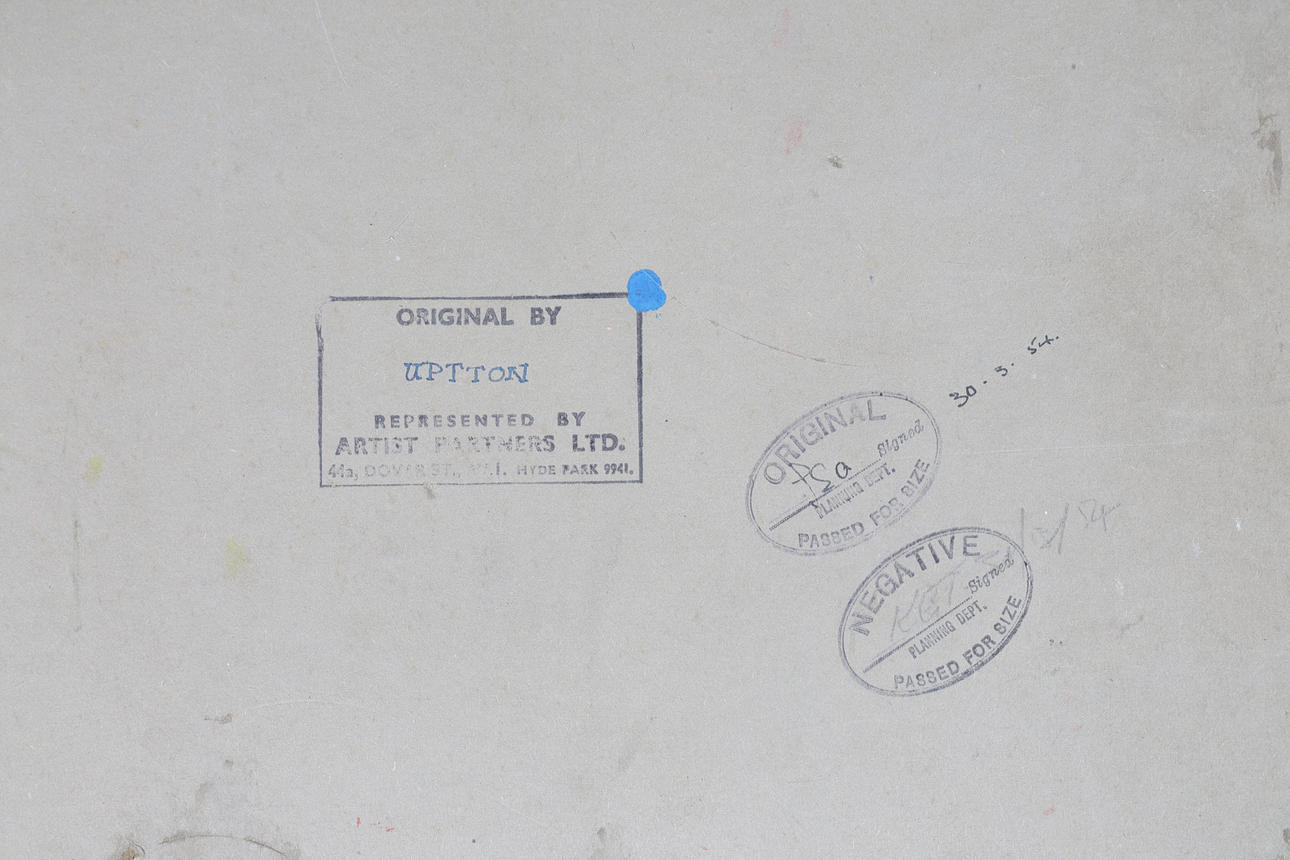 ORIGINAL BY
UPTTON
REPRESENTED BY
ARTIST PARTNERS LTD.
44a, DOVER ST., W.1. HYDE PARK 9941.
30. 3. 54.
ORIGINAL
Signed
PLANNING DEPT.
PASSED FOR SIZE
NEGATIVE
Signed
PLANNING DEPT.
PASSED FOR SIZE